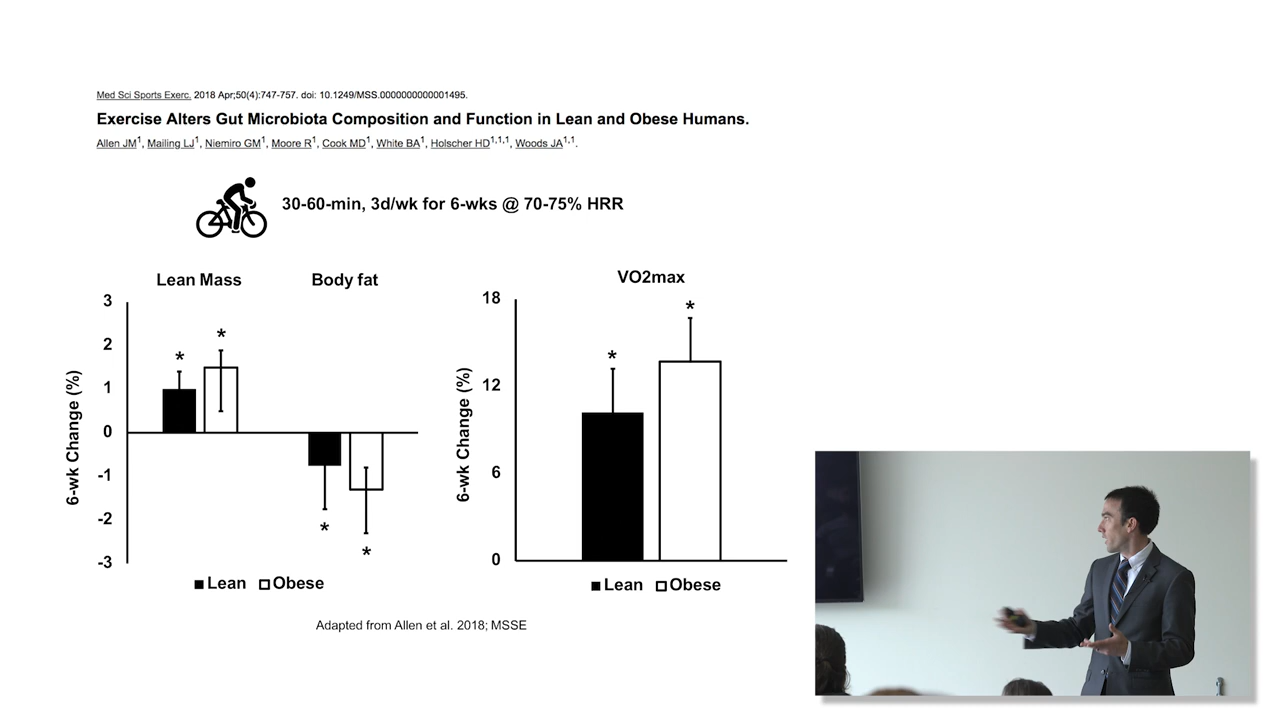 Med Sci Sports Exerc. 2018 Apr;50(4):747-757. doi: 10.1249/MSS.0000000000001495.
Exercise Alters Gut Microbiota Composition and Function in Lean and Obese Humans.
Allen JM1, Mailing LJ1, Niemiro GM1, Moore R1, Cook MD1, White BA1, Holscher HD1,1,1, Woods JA1,1.
30-60-min, 3d/wk for 6-wks @ 70-75% HRR
Lean Mass
Body fat
6-wk Change (%)
3
2
1
0
-1
-2
-3
*
*
*
*
Lean Obese
VO2max
6-wk Change (%)
18
12
6
0
*
*
Lean Obese
Adapted from Allen et al. 2018; MSSE